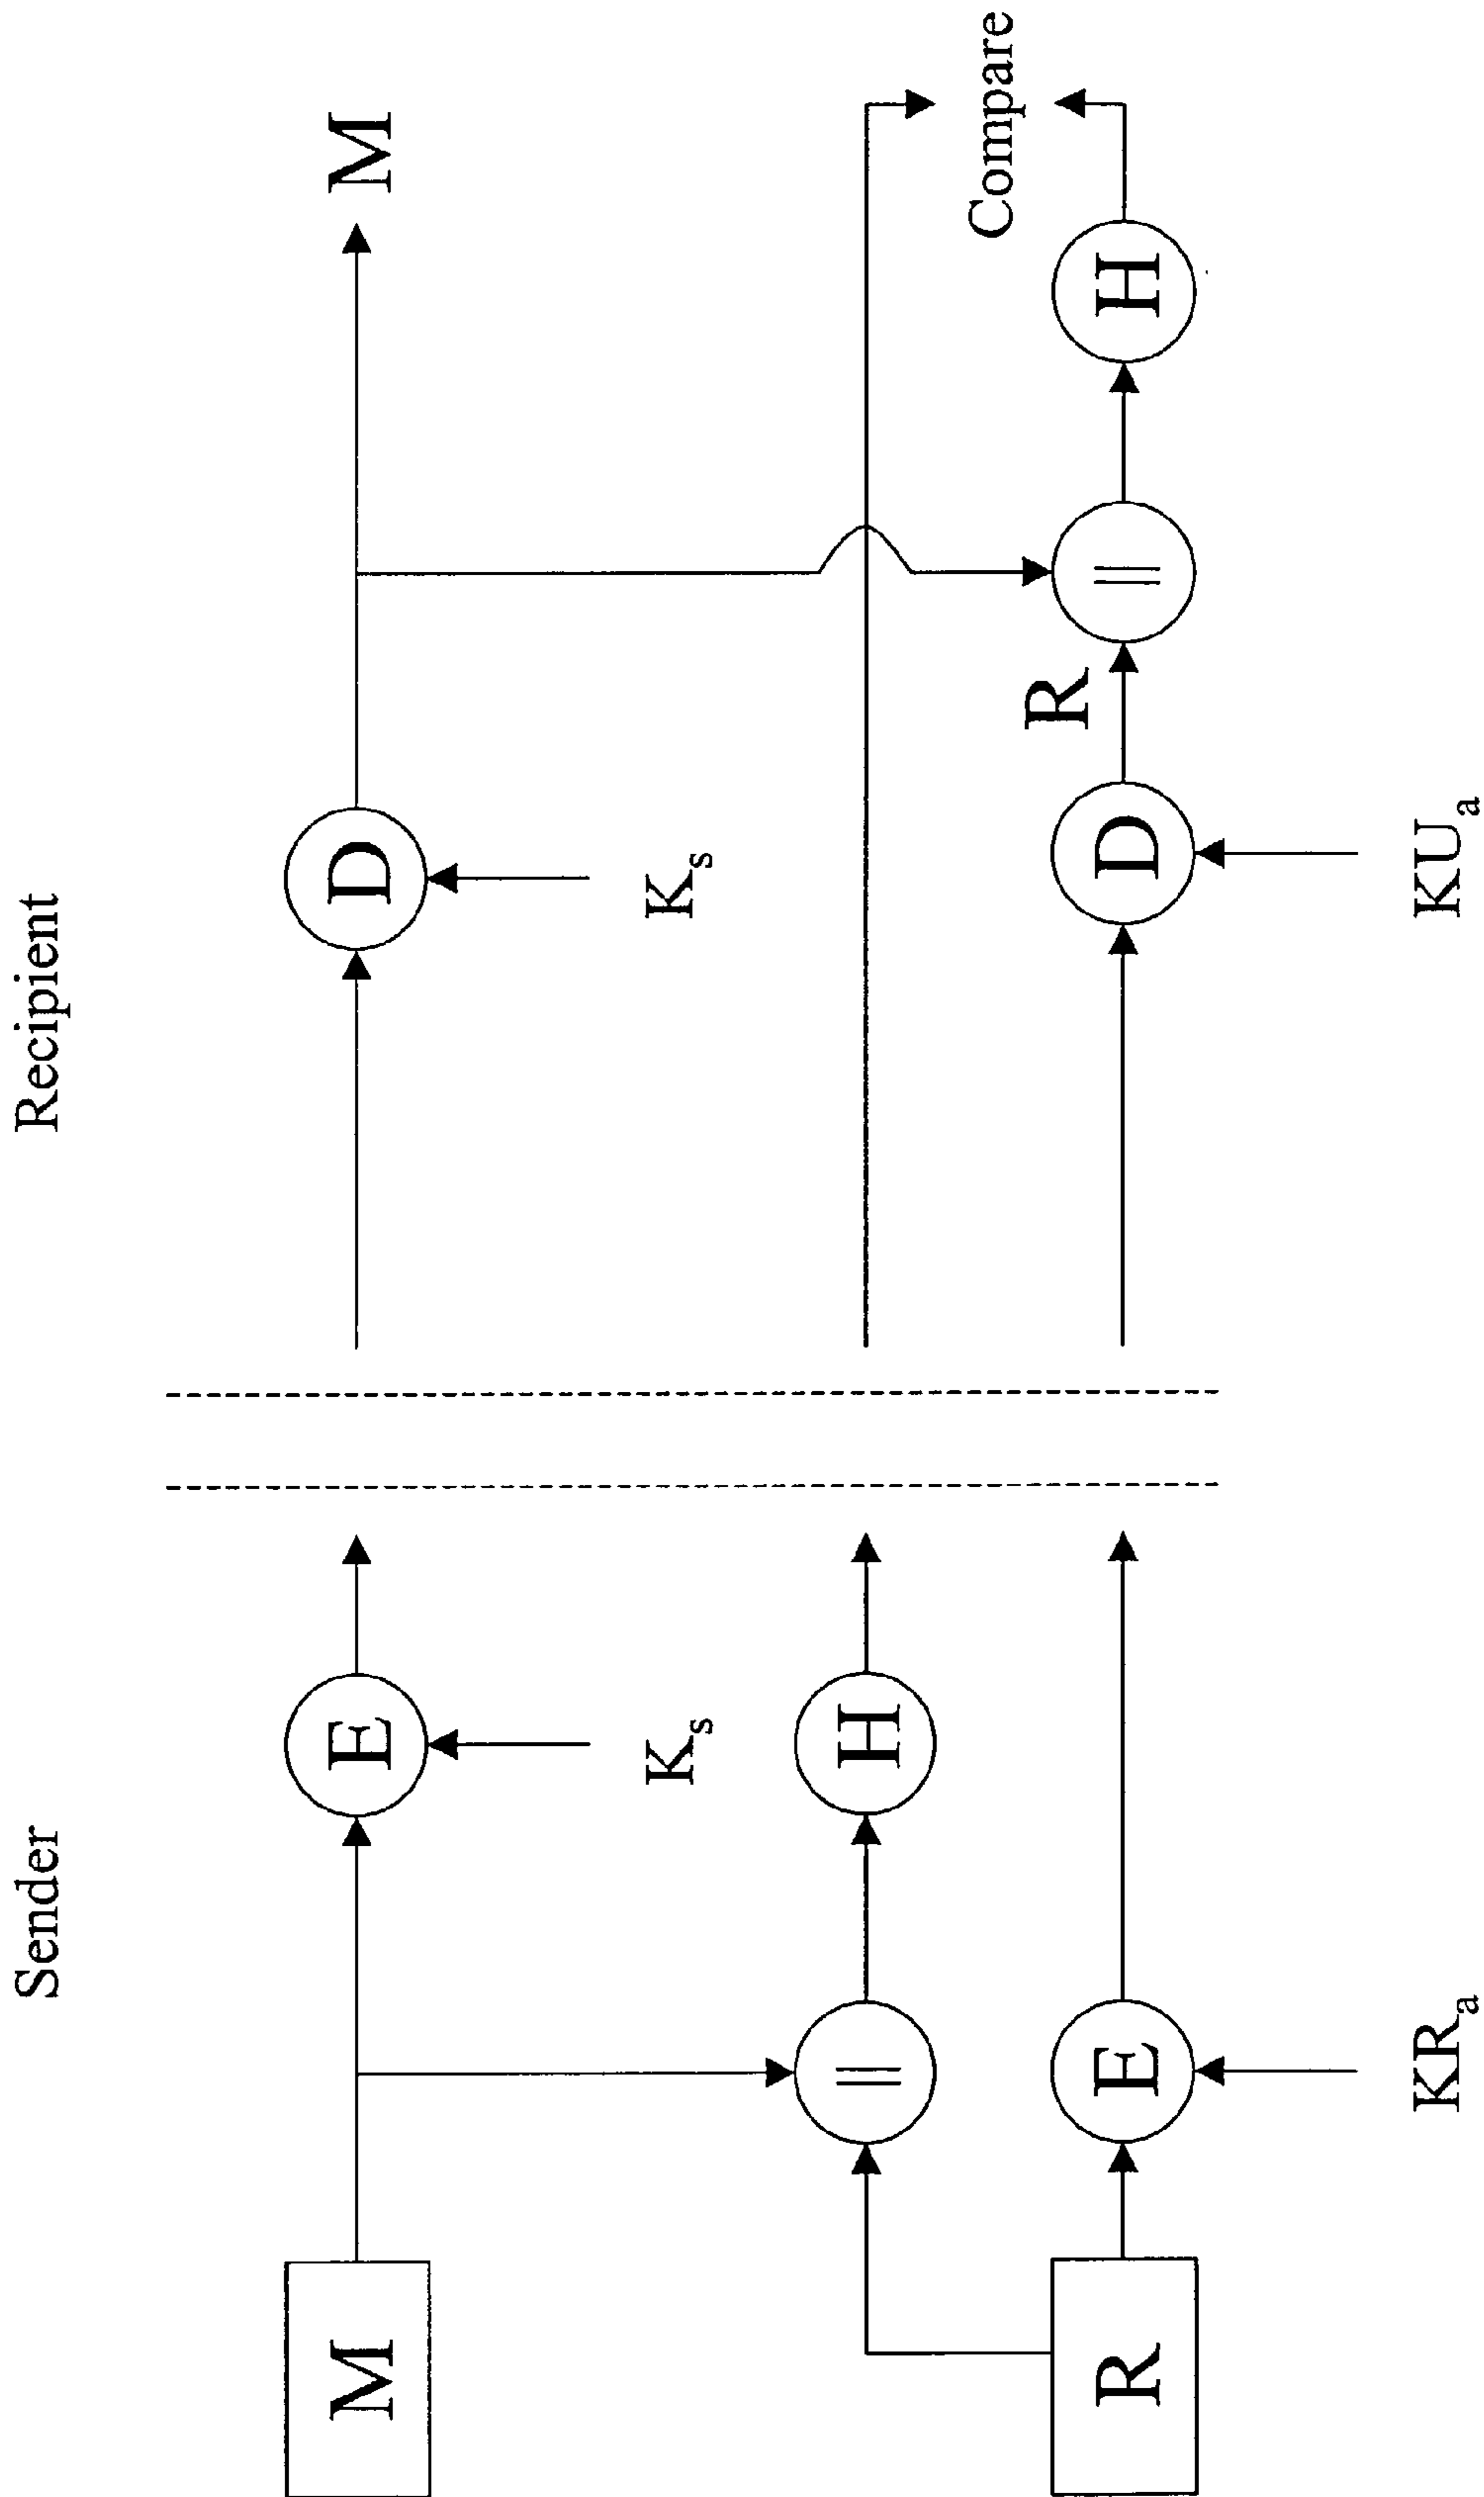 Sender
Recipient
M
E
D
M
K_s
K_s
||
H
Compare
R
E
D
R
||
H
KR_a
KU_a